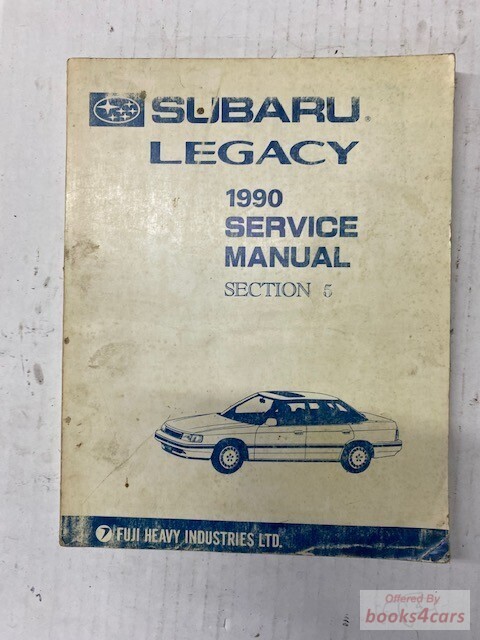 SUBARU
LEGACY
1990
SERVICE
MANUAL
SECTION 5
FUJI HEAVY INDUSTRIES LTD.
Offered By
books4cars